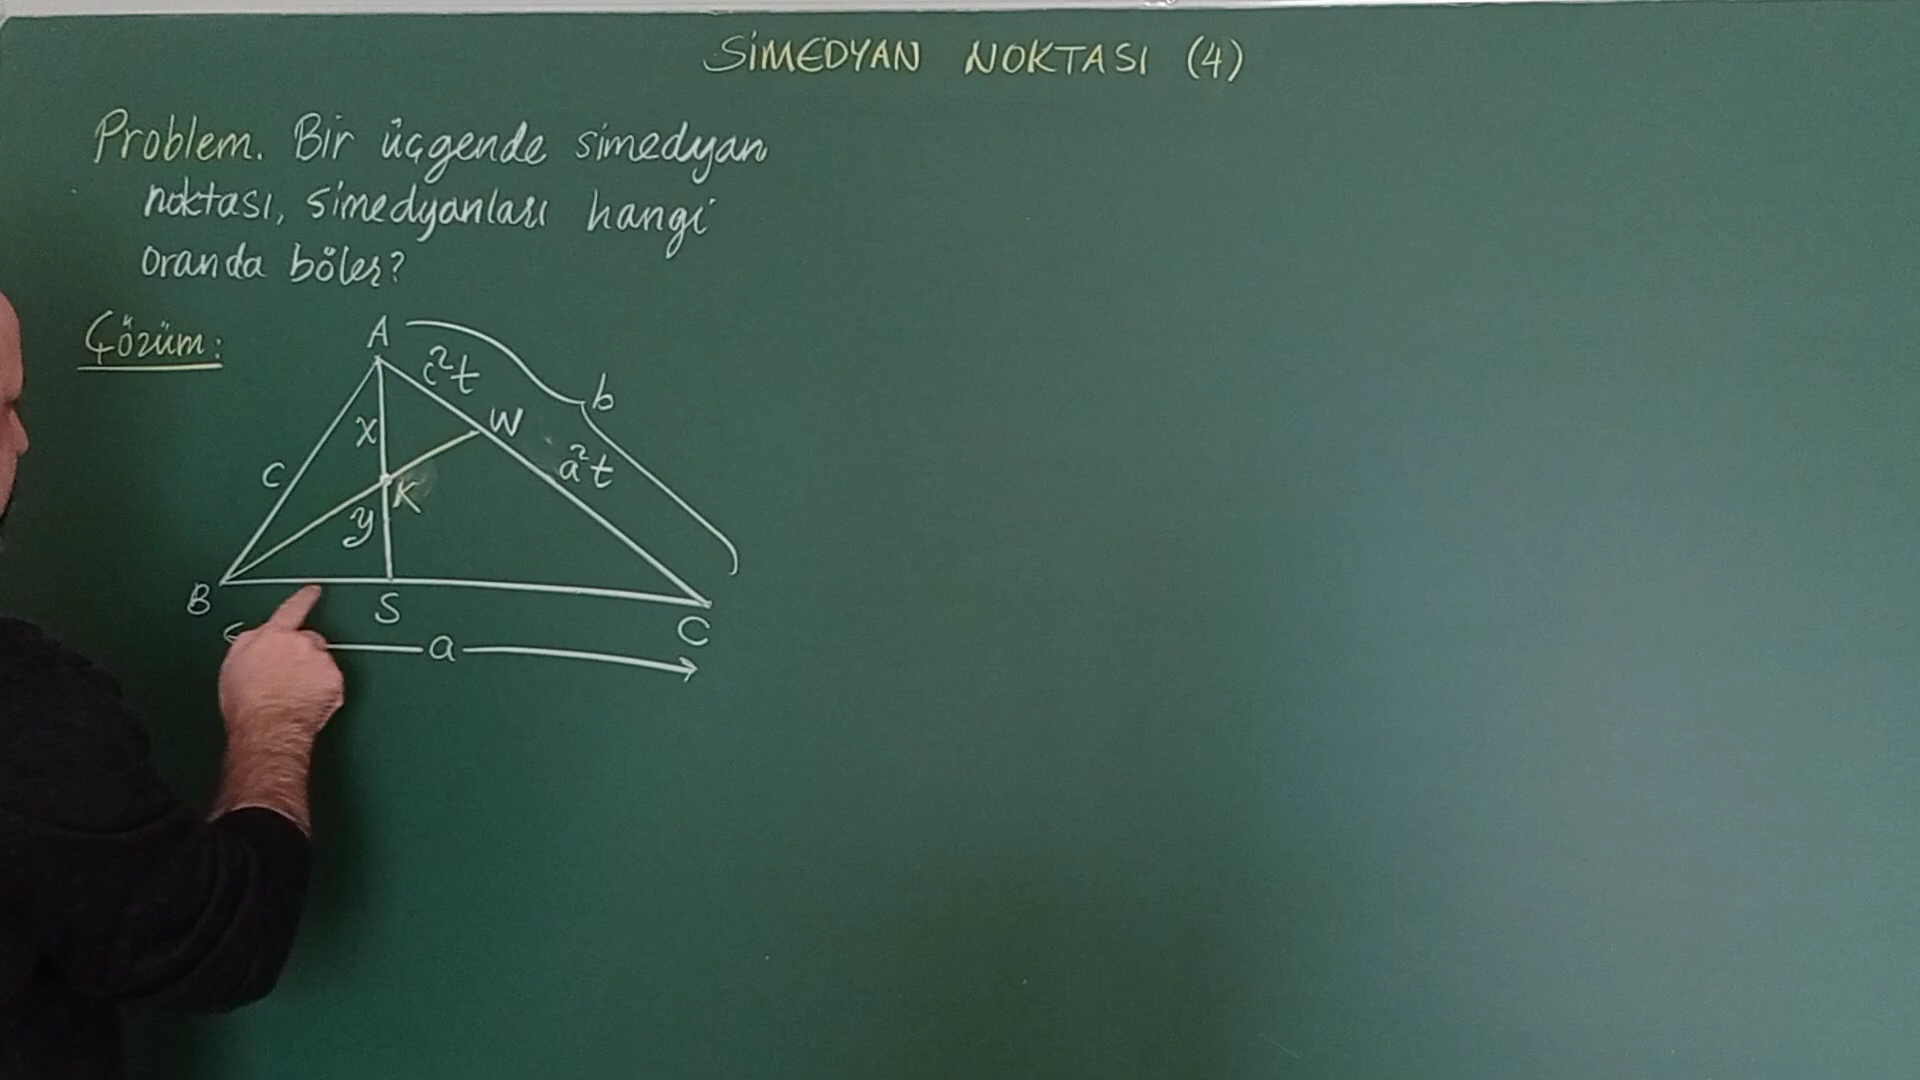 SİMEDYAN NOKTASI (4)
Problem. Bir üçgende simedyan
noktası, simedyanları hangi
oranda böler?
Çözüm:
A
c²t
b
x
W
c
a²t
K
y
B
S
C
a